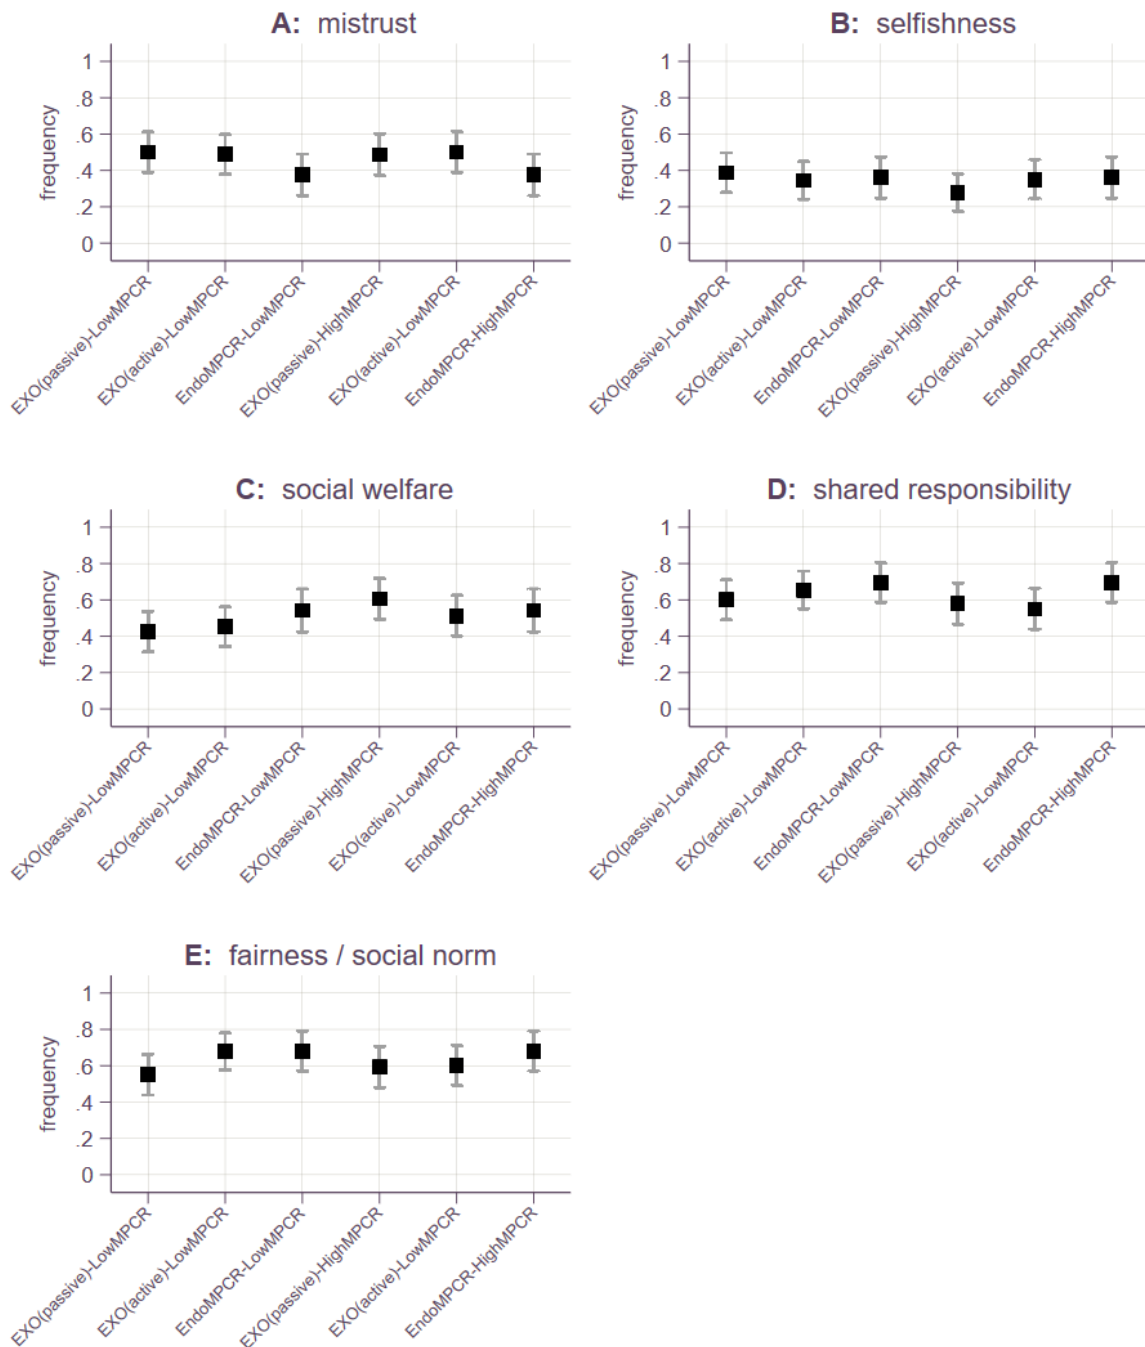 A: mistrust
frequency
1
.8
.6
.4
.2
0
EXO(passive)-LowMPCR
EXO(active)-LowMPCR
EndoMPCR-LowMPCR
EXO(passive)-HighMPCR
EXO(active)-LowMPCR
EndoMPCR-HighMPCR
B: selfishness
frequency
1
.8
.6
.4
.2
0
EXO(passive)-LowMPCR
EXO(active)-LowMPCR
EndoMPCR-LowMPCR
EXO(passive)-HighMPCR
EXO(active)-LowMPCR
EndoMPCR-HighMPCR
C: social welfare
frequency
1
.8
.6
.4
.2
0
EXO(passive)-LowMPCR
EXO(active)-LowMPCR
EndoMPCR-LowMPCR
EXO(passive)-HighMPCR
EXO(active)-LowMPCR
EndoMPCR-HighMPCR
D: shared responsibility
frequency
1
.8
.6
.4
.2
0
EXO(passive)-LowMPCR
EXO(active)-LowMPCR
EndoMPCR-LowMPCR
EXO(passive)-HighMPCR
EXO(active)-LowMPCR
EndoMPCR-HighMPCR
E: fairness / social norm
frequency
1
.8
.6
.4
.2
0
EXO(passive)-LowMPCR
EXO(active)-LowMPCR
EndoMPCR-LowMPCR
EXO(passive)-HighMPCR
EXO(active)-LowMPCR
EndoMPCR-HighMPCR